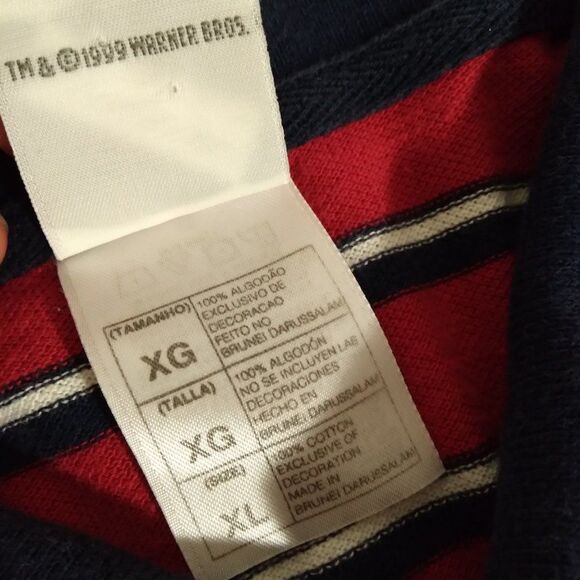 TM & ©1999 WARNER BROS.
(TAMANHO)
XG
100% ALGODÃO
EXCLUSIVO DE
DECORACAO
FEITO NO
BRUNEI DARUSSALAM
(TALLA)
XG
100% ALGODÓN
NO SE INCLUYEN LAS
DECORACIONES
HECHO EN
BRUNEI DARUSSALAM
(SIZE)
XL
100% COTTON
EXCLUSIVE OF
DECORATION
MADE IN
BRUNEI DARUSSALAM